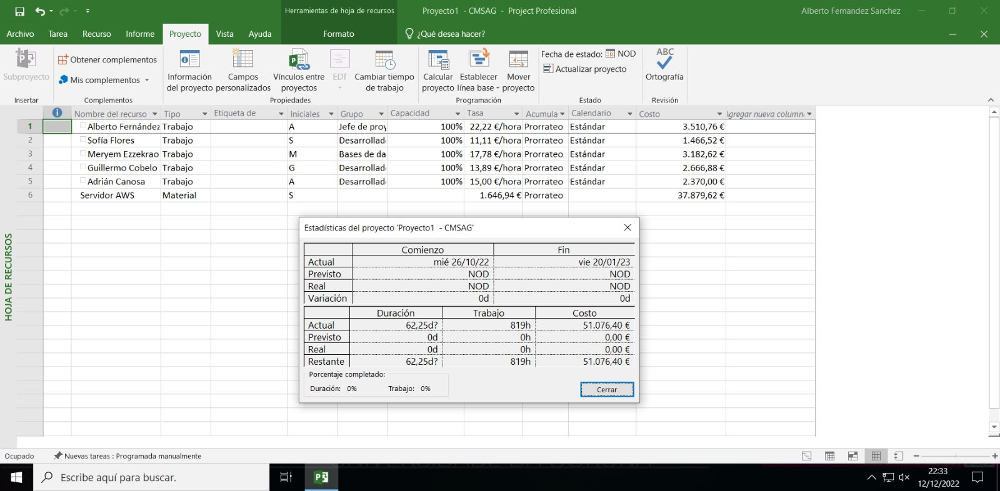 Herramientas de hoja de recursos
Proyecto1 - CMSAG - Project Profesional
Alberto Fernandez Sanchez
Archivo
Tarea
Recurso
Informe
Proyecto
Vista
Ayuda
Formato
¿Qué desea hacer?
Subproyecto
Obtener complementos
Mis complementos
Información del proyecto
Campos personalizados
Vínculos entre proyectos
EDT
Cambiar tiempo de trabajo
Calcular proyecto
Establecer línea base
Mover proyecto
Fecha de estado: NOD
Actualizar proyecto
ABC
Ortografía
Insertar
Complementos
Propiedades
Programación
Estado
Revisión
Nombre del recurso Tipo Etiqueta de Iniciales Grupo Capacidad Tasa Acumula Calendario Costo \gregar nueva column
1 Alberto Fernández Trabajo A Jefe de proy 100% 22,22 €/hora Prorrateo Estándar 3.510,76 €
2 Sofía Flores Trabajo S Desarrollad 100% 11,11 €/hora Prorrateo Estándar 1.466,52 €
3 Meryem Ezzekrao Trabajo M Bases de da 100% 17,78 €/hora Prorrateo Estándar 3.182,62 €
4 Guillermo Cobelo Trabajo G Desarrollad 100% 13,89 €/hora Prorrateo Estándar 2.666,88 €
5 Adrián Canosa Trabajo A Desarrollad 100% 15,00 €/hora Prorrateo Estándar 2.370,00 €
6 Servidor AWS Material S 1.646,94 € Prorrateo 37.879,62 €
HOJA DE RECURSOS
Estadísticas del proyecto 'Proyecto1 - CMSAG'
Comienzo Fin
Actual mié 26/10/22 vie 20/01/23
Previsto NOD NOD
Real NOD NOD
Variación 0d 0d
Duración Trabajo Costo
Actual 62,25d? 819h 51.076,40 €
Previsto 0d 0h 0,00 €
Real 0d 0h 0,00 €
Restante 62,25d? 819h 51.076,40 €
Porcentaje completado:
Duración: 0% Trabajo: 0%
Cerrar
Ocupado
Nuevas tareas : Programada manualmente
Escribe aquí para buscar.
22:33
12/12/2022